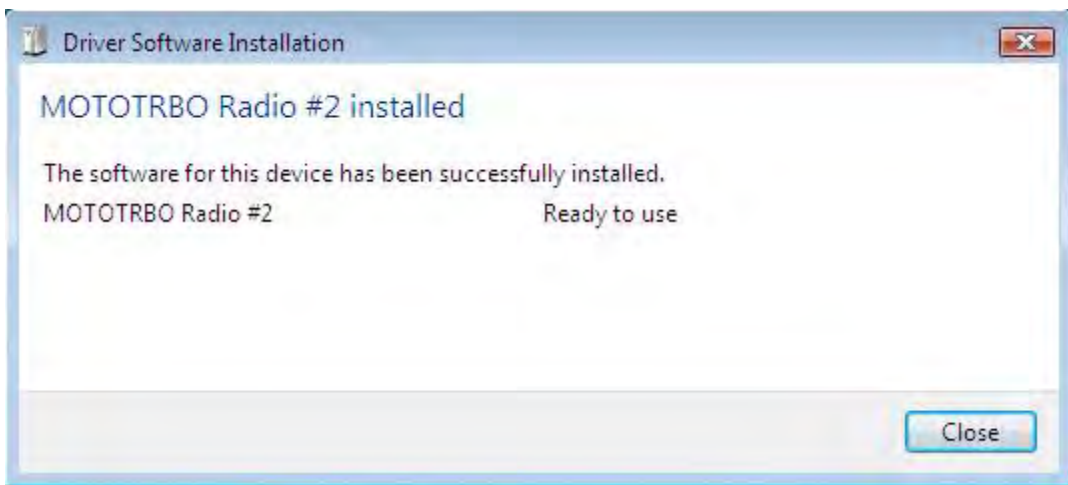 Driver Software Installation
MOTOTRBO Radio #2 installed
The software for this device has been successfully installed.
MOTOTRBO Radio #2 Ready to use
Close